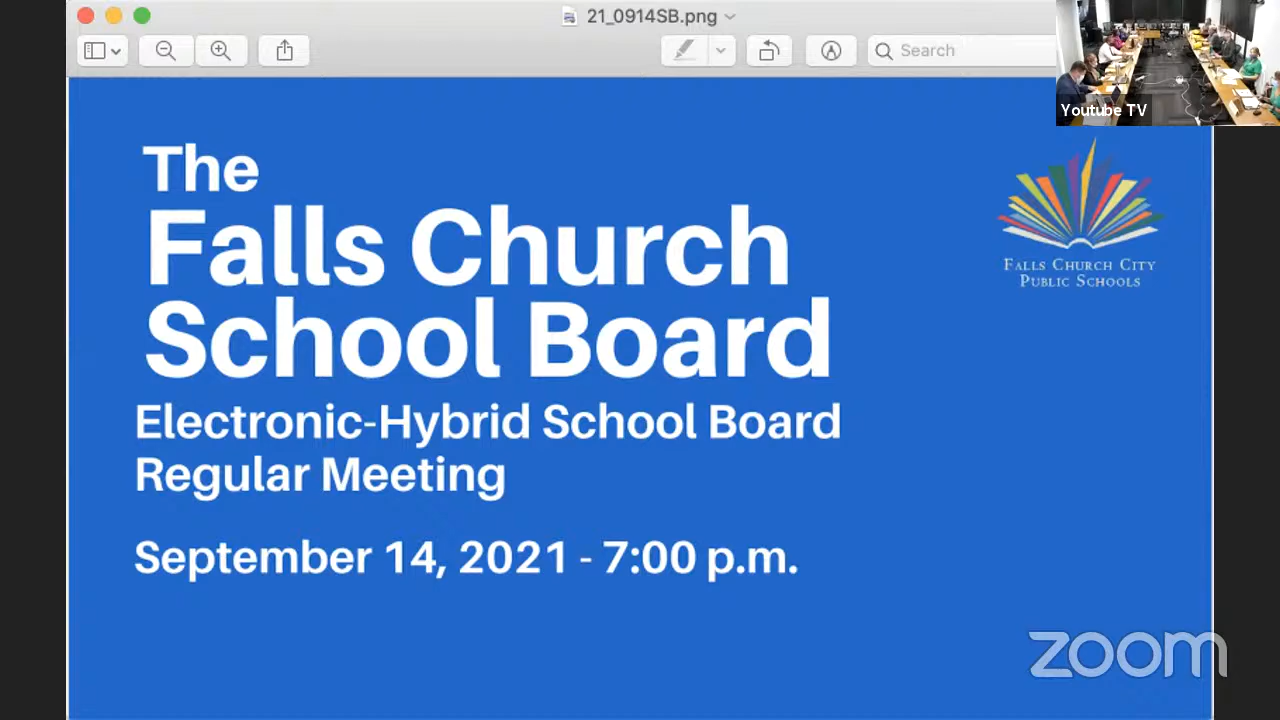 21_0914SB.png
Search
Youtube TV
The
Falls Church
School Board
FALLS CHURCH CITY
PUBLIC SCHOOLS
Electronic-Hybrid School Board
Regular Meeting
September 14, 2021 - 7:00 p.m.
zoom